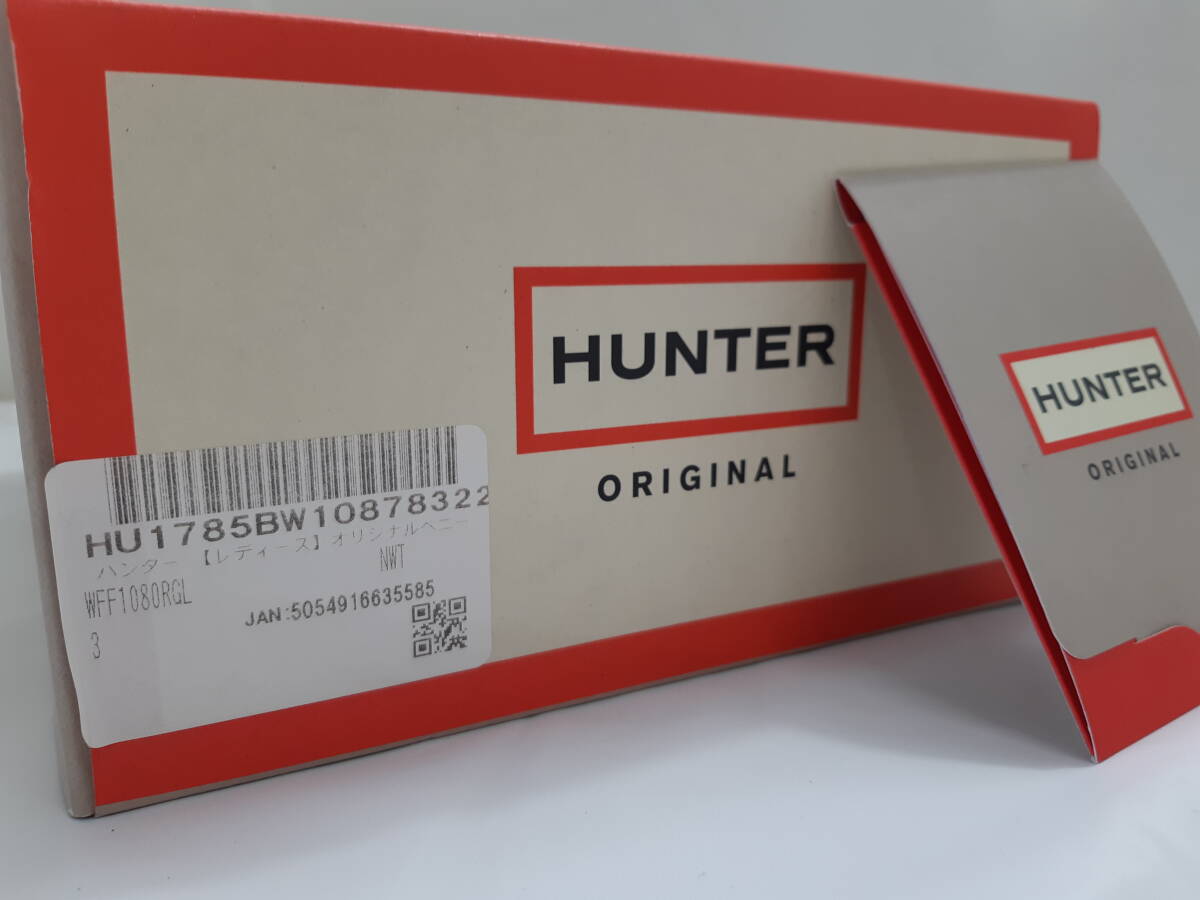 HUNTER
ORIGINAL
HUNTER
ORIGINAL
HU1785BW10878322
ハンター 【レディース】オリジナルペニー
NWT
WFF1080RGL
JAN:5054916635585
3